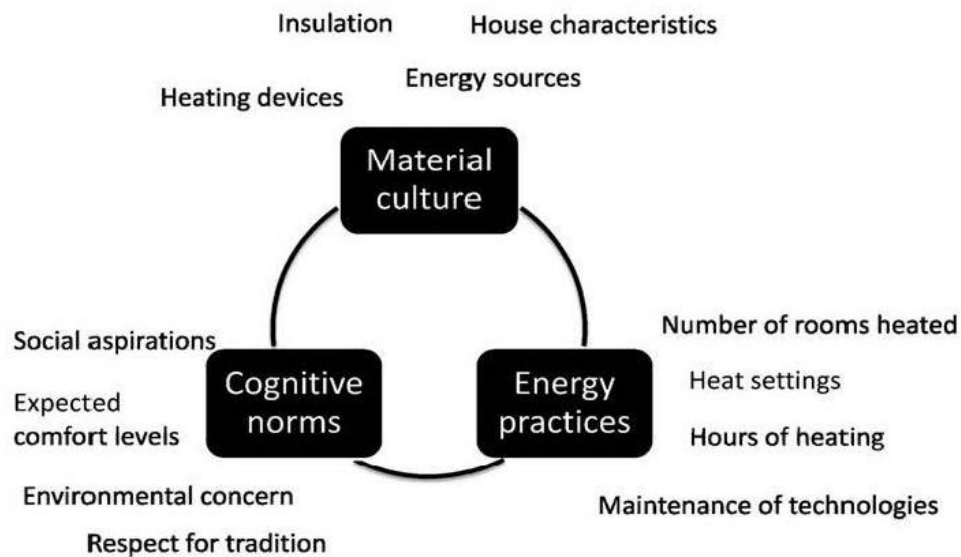 Insulation
House characteristics
Energy sources
Heating devices
Material
culture
Social aspirations
Number of rooms heated
Cognitive
norms
Energy
practices
Heat settings
Expected
comfort levels
Hours of heating
Environmental concern
Maintenance of technologies
Respect for tradition